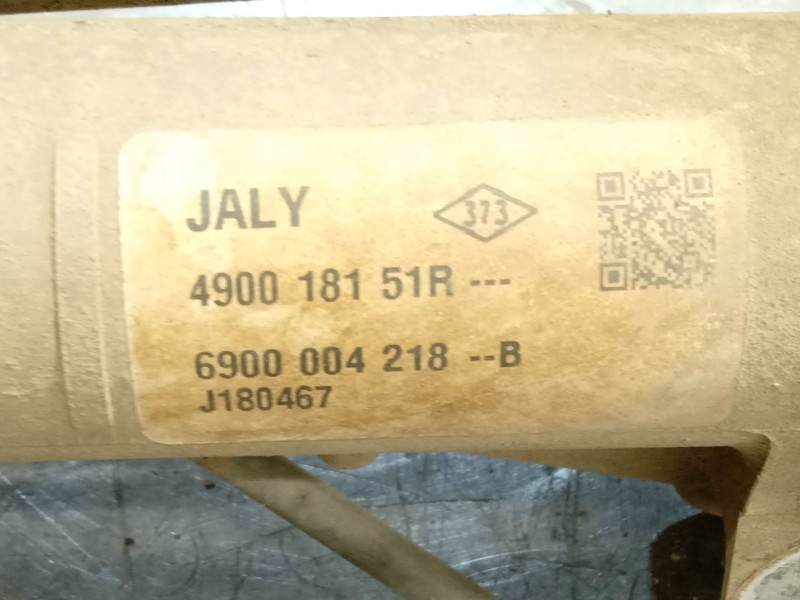 JALY
373
4900 181 51R ---
6900 004 218 --B
J180467